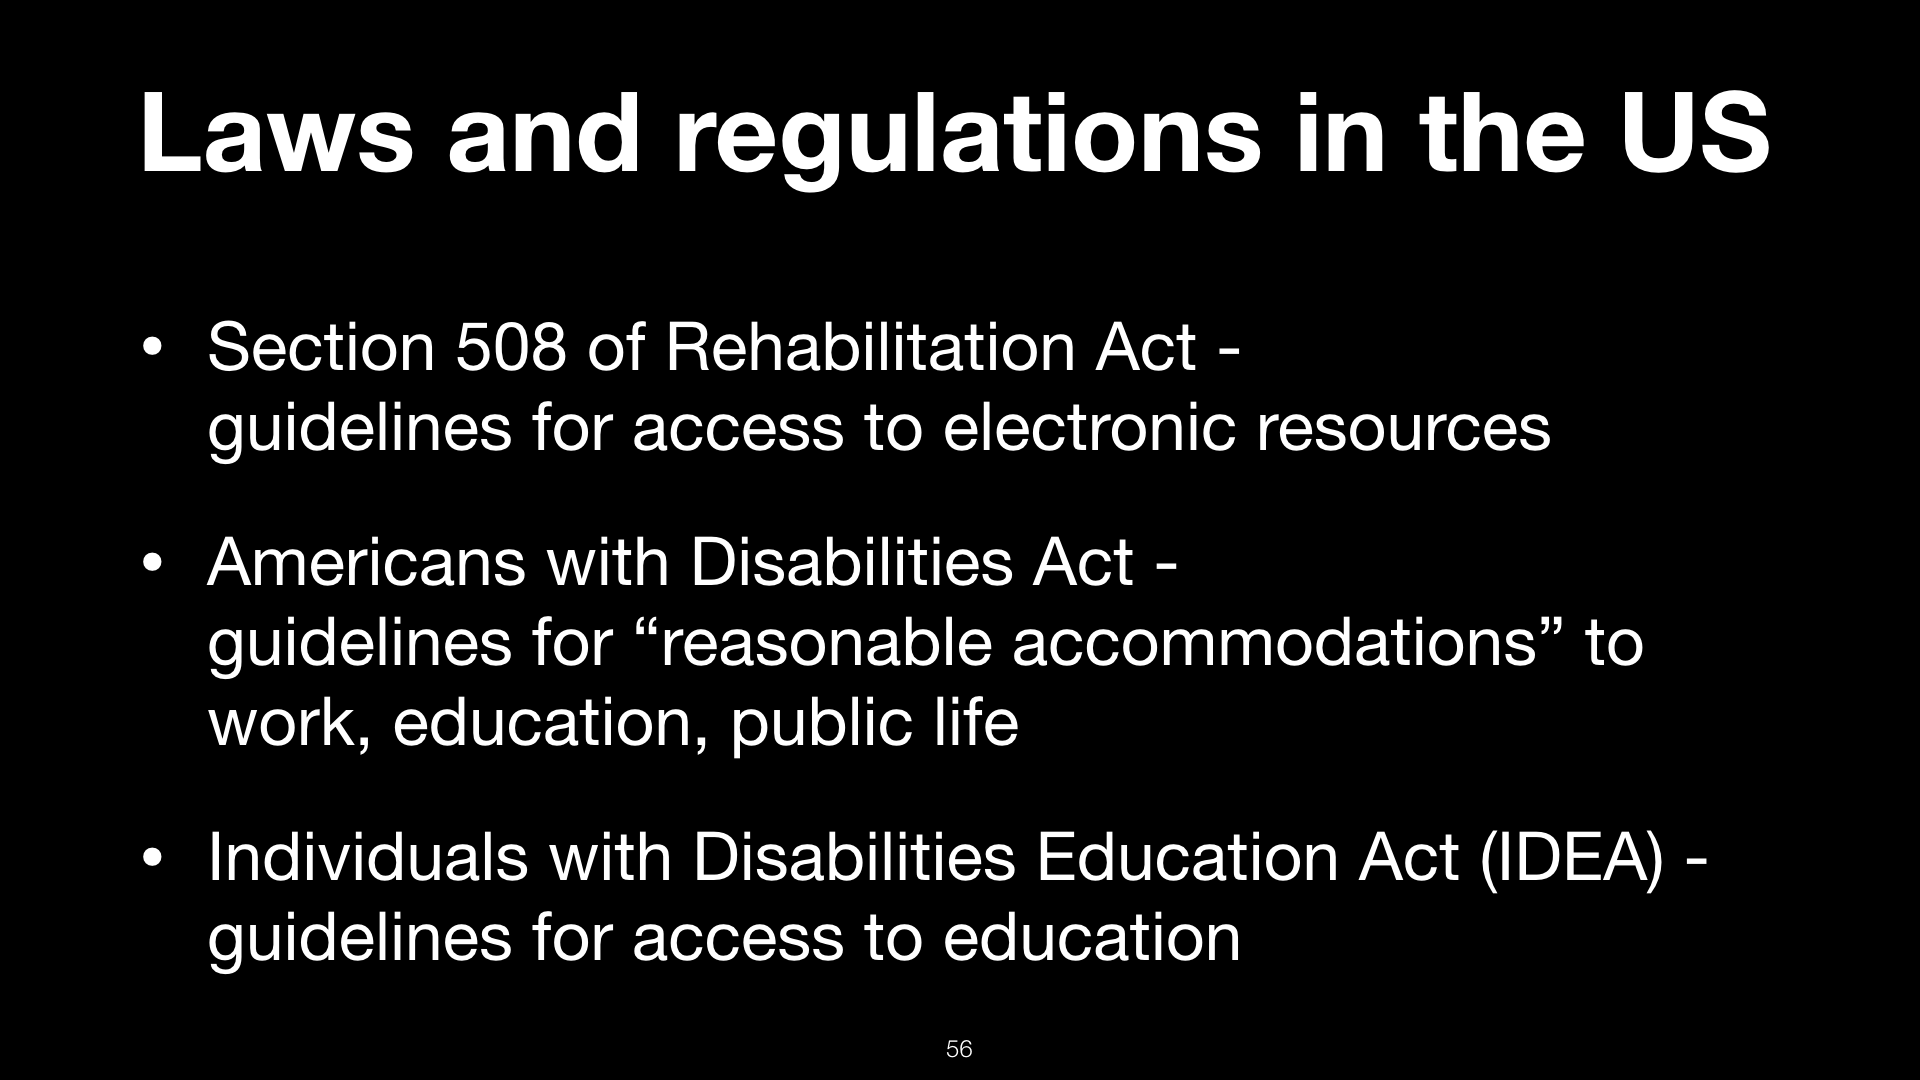 Laws and regulations in the US
• Section 508 of Rehabilitation Act -
guidelines for access to electronic resources
• Americans with Disabilities Act -
guidelines for “reasonable accommodations” to
work, education, public life
• Individuals with Disabilities Education Act (IDEA) -
guidelines for access to education
56